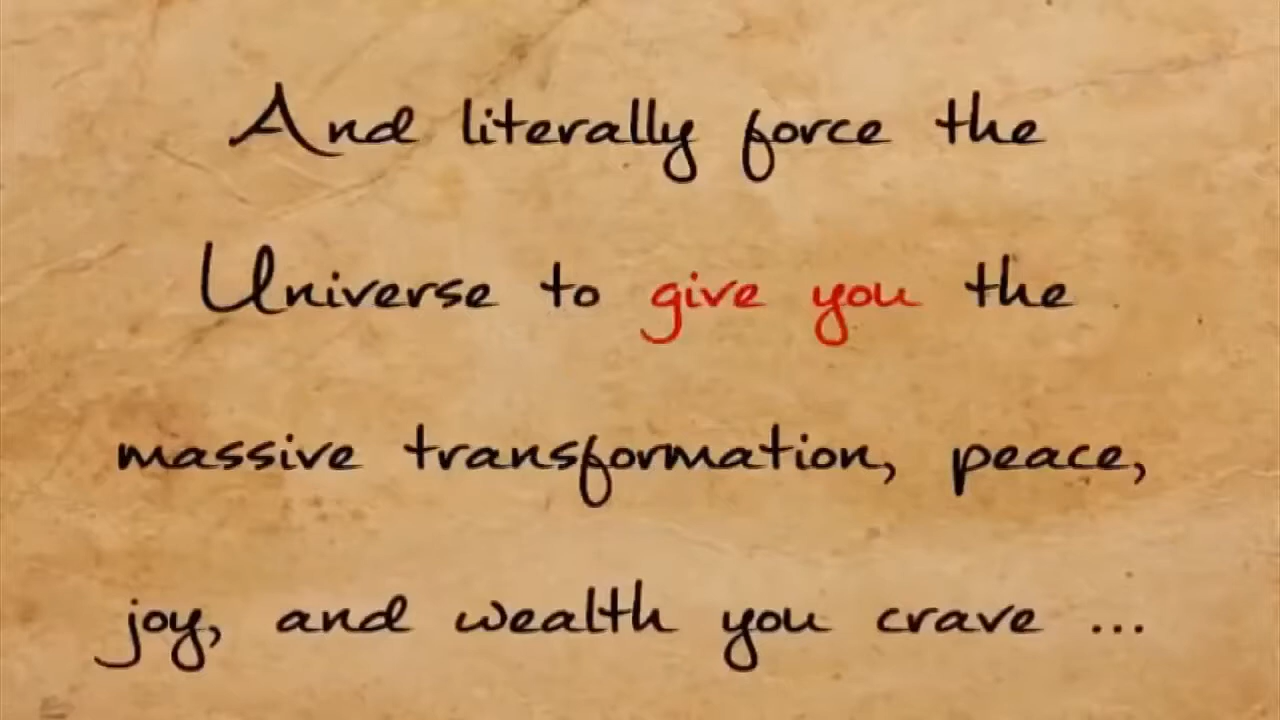 And literally force the
Universe to give you the
massive transformation, peace,
joy, and wealth you crave ...